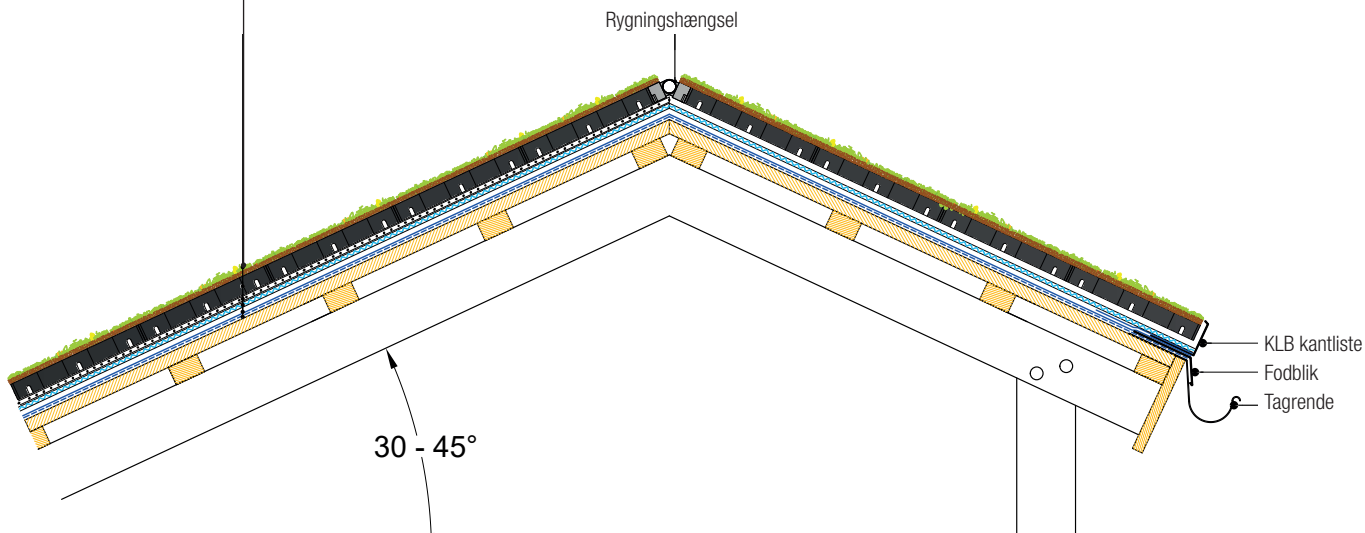 Rygningshængsel
KLB kantliste
Fodblik
Tagrende
30 - 45°